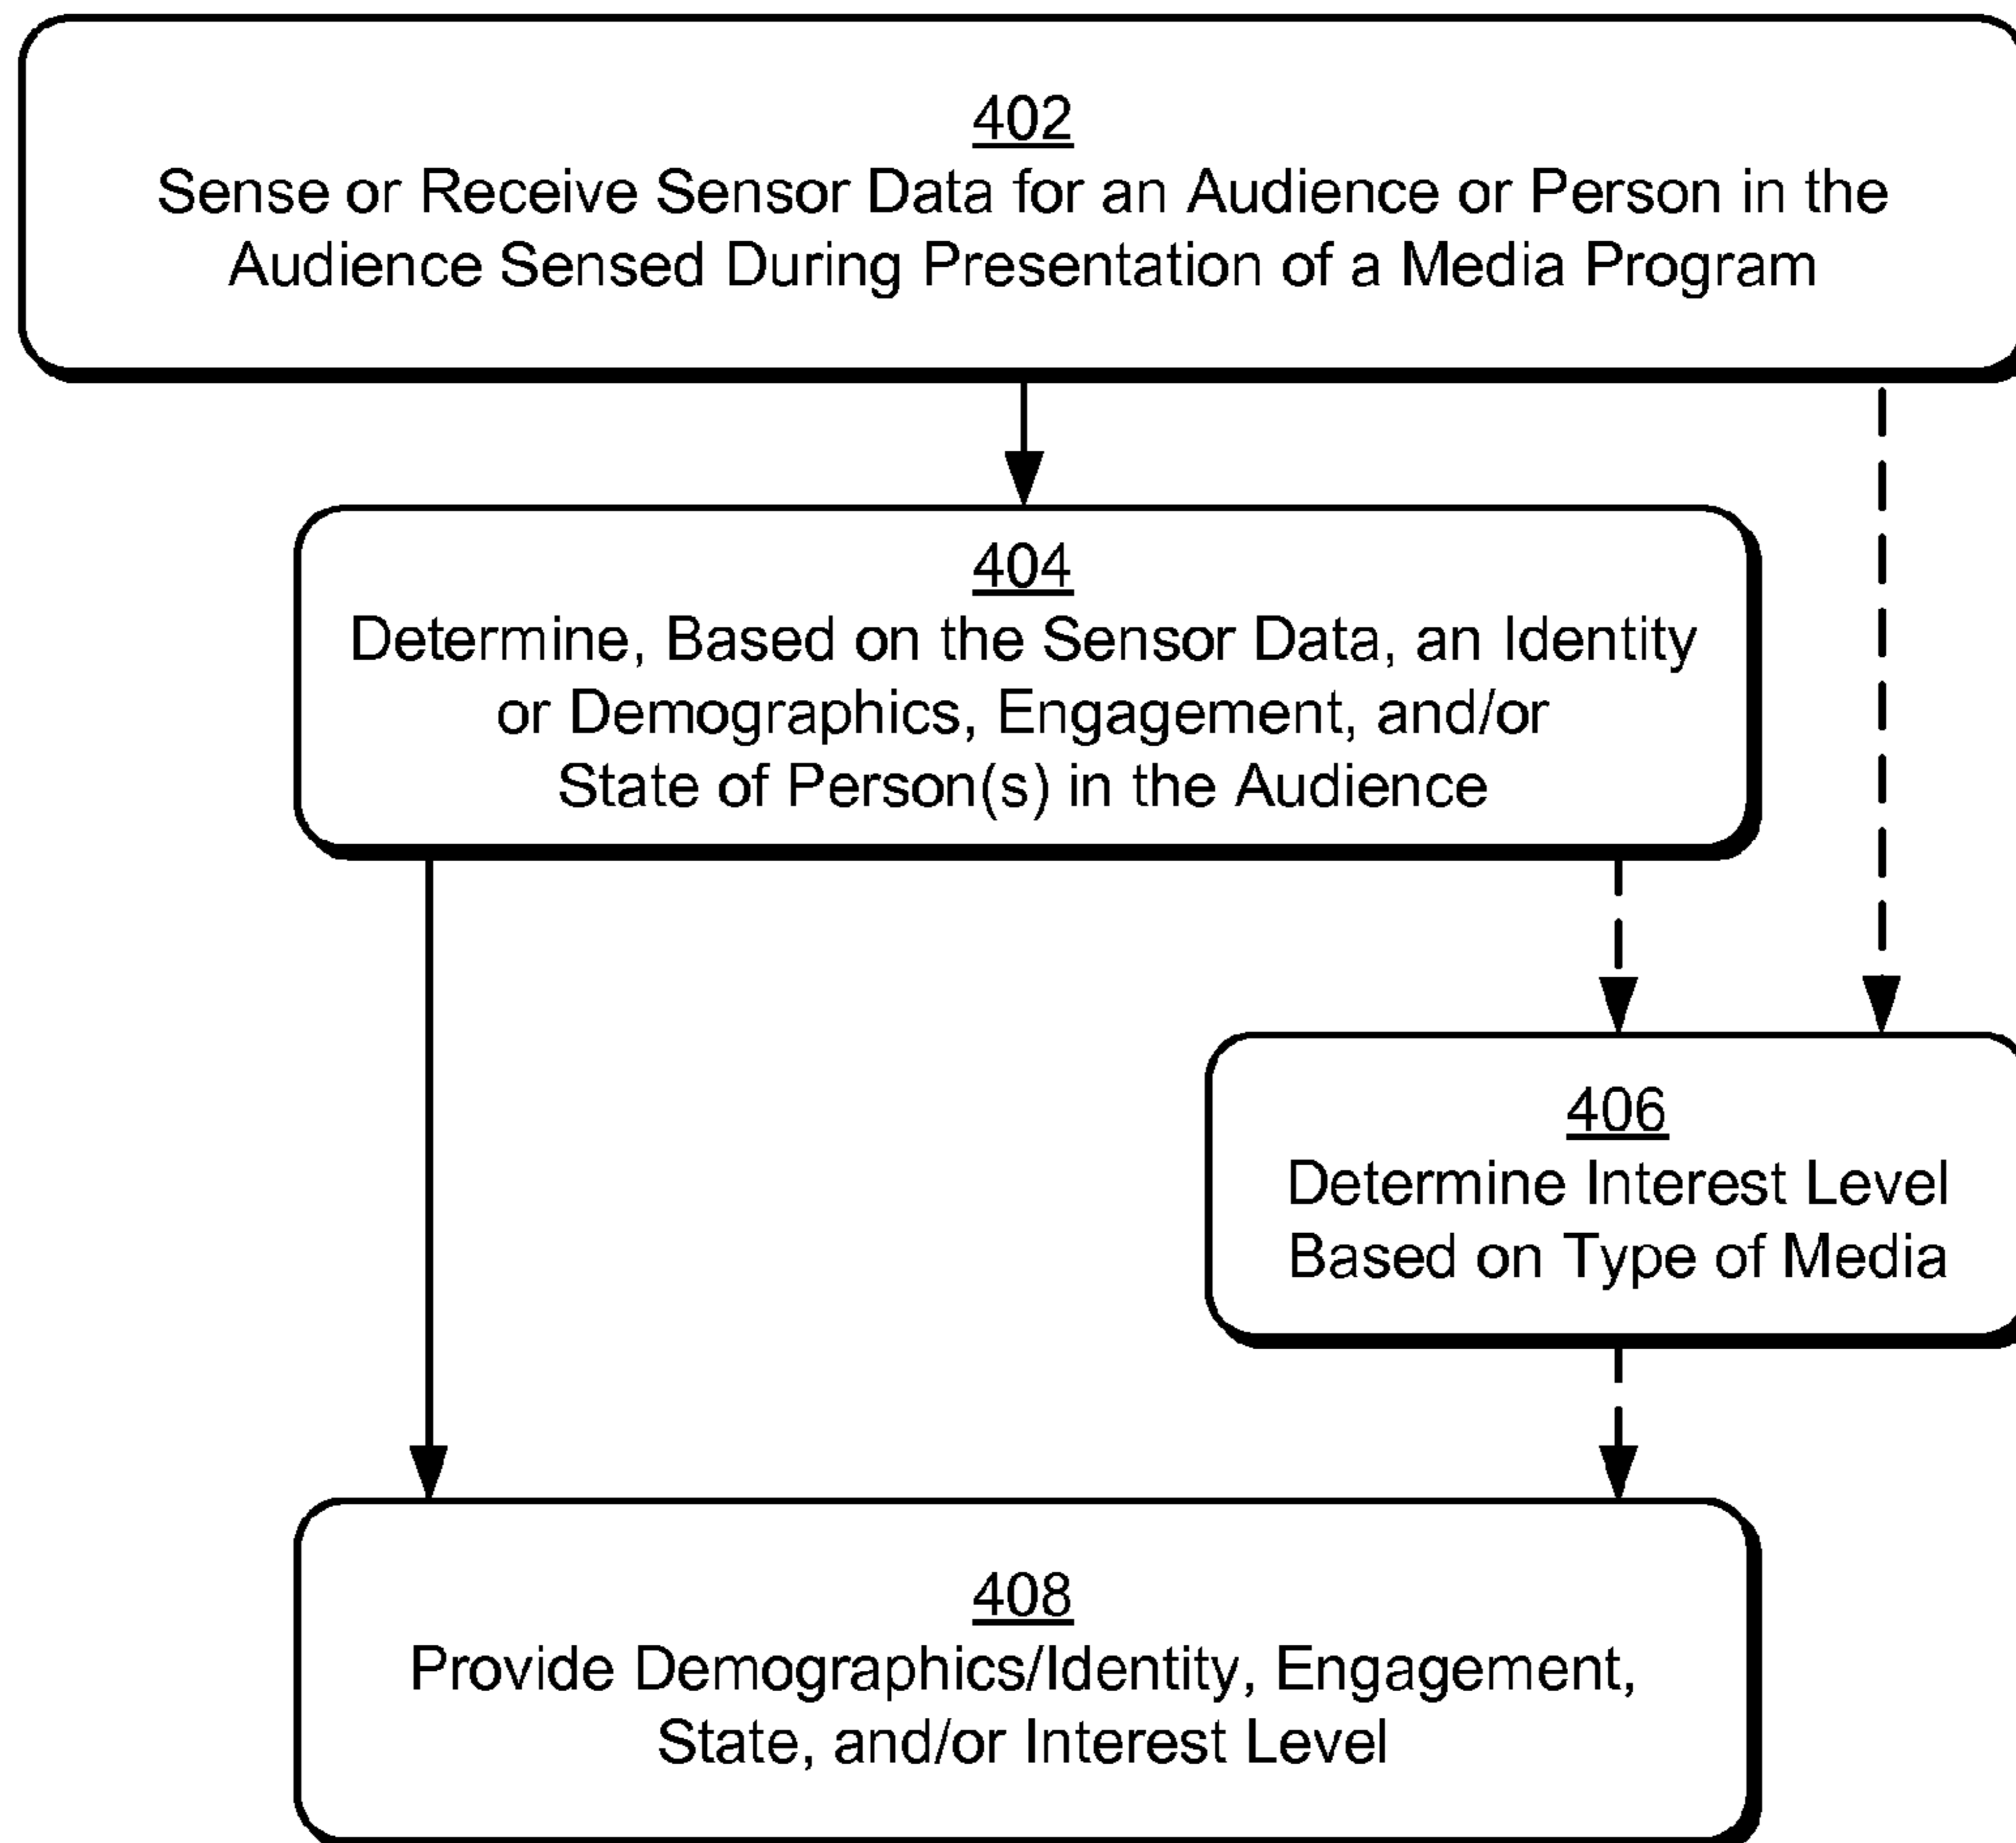 402
Sense or Receive Sensor Data for an Audience or Person in the
Audience Sensed During Presentation of a Media Program
404
Determine, Based on the Sensor Data, an Identity
or Demographics, Engagement, and/or
State of Person(s) in the Audience
406
Determine Interest Level
Based on Type of Media
408
Provide Demographics/Identity, Engagement,
State, and/or Interest Level